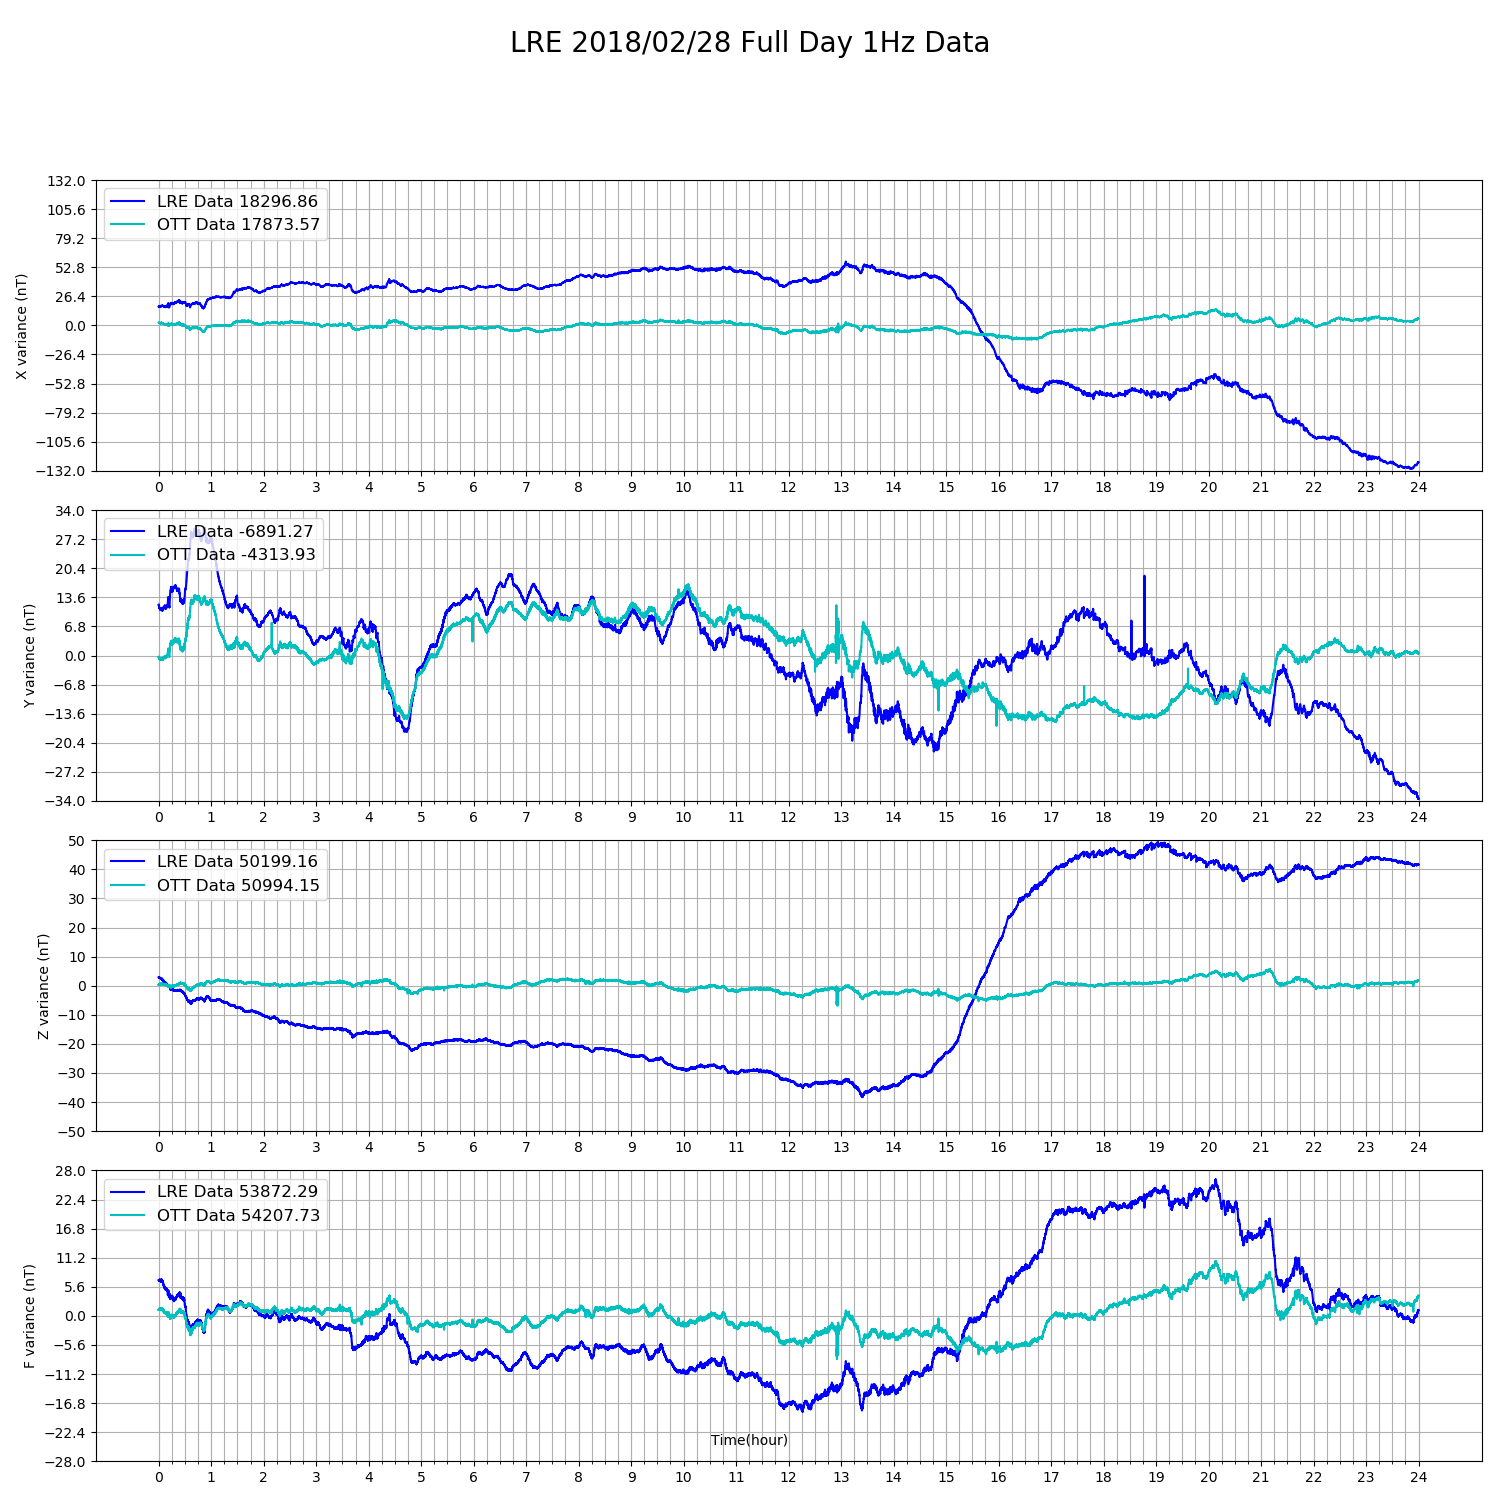 LRE 2018/02/28 Full Day 1Hz Data
X variance (nT)
132.0
105.6
79.2
52.8
26.4
0.0
−26.4
−52.8
−79.2
−105.6
−132.0
LRE Data 18296.86
OTT Data 17873.57
0 1 2 3 4 5 6 7 8 9 10 11 12 13 14 15 16 17 18 19 20 21 22 23 24
Y variance (nT)
34.0
27.2
20.4
13.6
6.8
0.0
−6.8
−13.6
−20.4
−27.2
−34.0
LRE Data -6891.27
OTT Data -4313.93
0 1 2 3 4 5 6 7 8 9 10 11 12 13 14 15 16 17 18 19 20 21 22 23 24
Z variance (nT)
50
40
30
20
10
0
−10
−20
−30
−40
−50
LRE Data 50199.16
OTT Data 50994.15
0 1 2 3 4 5 6 7 8 9 10 11 12 13 14 15 16 17 18 19 20 21 22 23 24
F variance (nT)
28.0
22.4
16.8
11.2
5.6
0.0
−5.6
−11.2
−16.8
−22.4
−28.0
LRE Data 53872.29
OTT Data 54207.73
Time(hour)
0 1 2 3 4 5 6 7 8 9 10 11 12 13 14 15 16 17 18 19 20 21 22 23 24